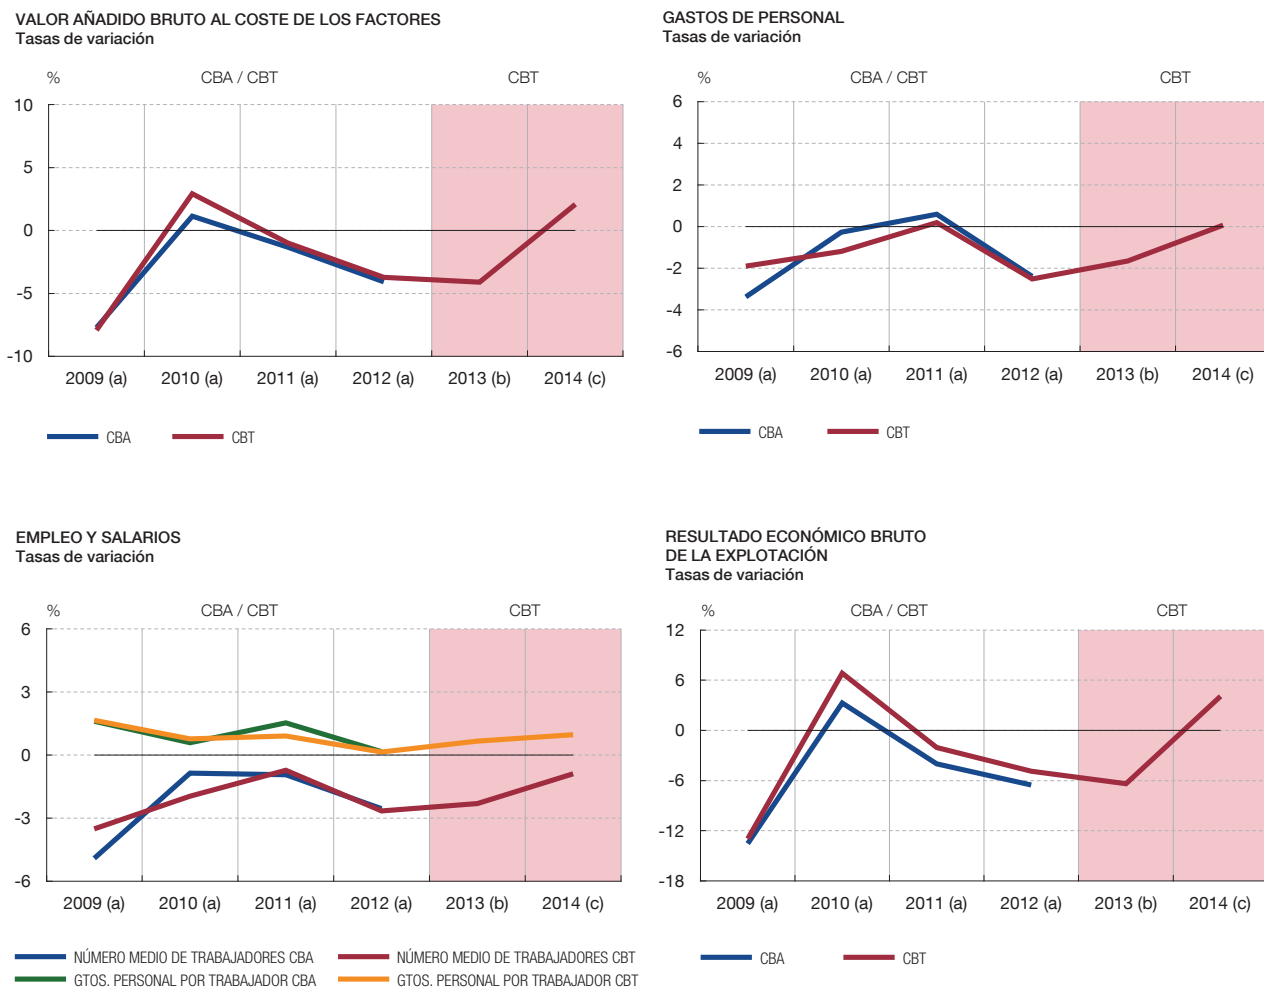 VALOR AÑADIDO BRUTO AL COSTE DE LOS FACTORES
Tasas de variación
% CBA / CBT CBT
10
5
0
-5
-10
2009 (a) 2010 (a) 2011 (a) 2012 (a) 2013 (b) 2014 (c)
CBA CBT
GASTOS DE PERSONAL
Tasas de variación
% CBA / CBT CBT
6
4
2
0
-2
-4
-6
2009 (a) 2010 (a) 2011 (a) 2012 (a) 2013 (b) 2014 (c)
CBA CBT
EMPLEO Y SALARIOS
Tasas de variación
% CBA / CBT CBT
6
3
0
-3
-6
2009 (a) 2010 (a) 2011 (a) 2012 (a) 2013 (b) 2014 (c)
NÚMERO MEDIO DE TRABAJADORES CBA NÚMERO MEDIO DE TRABAJADORES CBT
GTOS. PERSONAL POR TRABAJADOR CBA GTOS. PERSONAL POR TRABAJADOR CBT
RESULTADO ECONÓMICO BRUTO
DE LA EXPLOTACIÓN
Tasas de variación
% CBA / CBT CBT
12
6
0
-6
-12
-18
2009 (a) 2010 (a) 2011 (a) 2012 (a) 2013 (b) 2014 (c)
CBA CBT